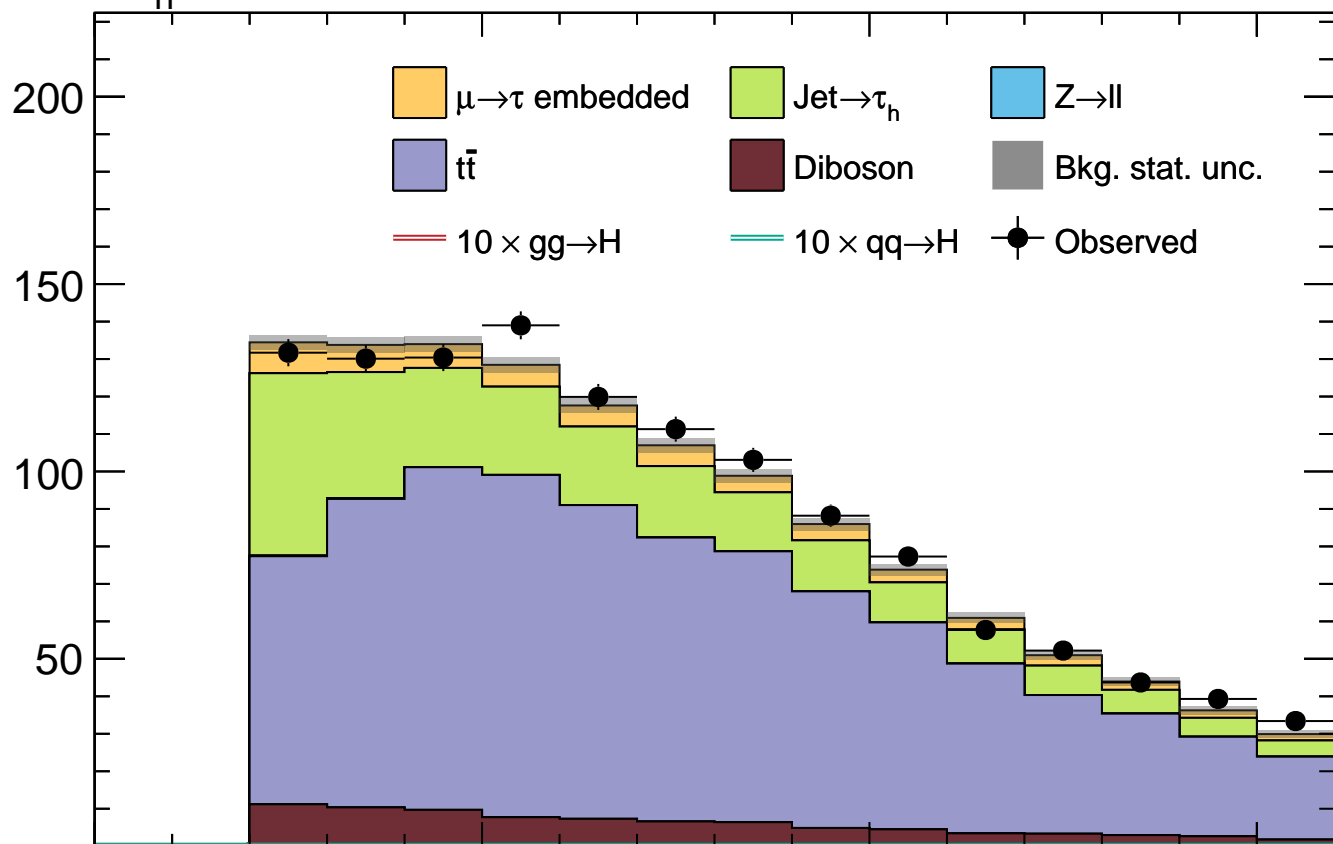 200
μ→τ embedded Jet→τₕ Z→ll
tt̄ Diboson Bkg. stat. unc.
10 × gg→H 10 × qq→H Observed
150
100
50